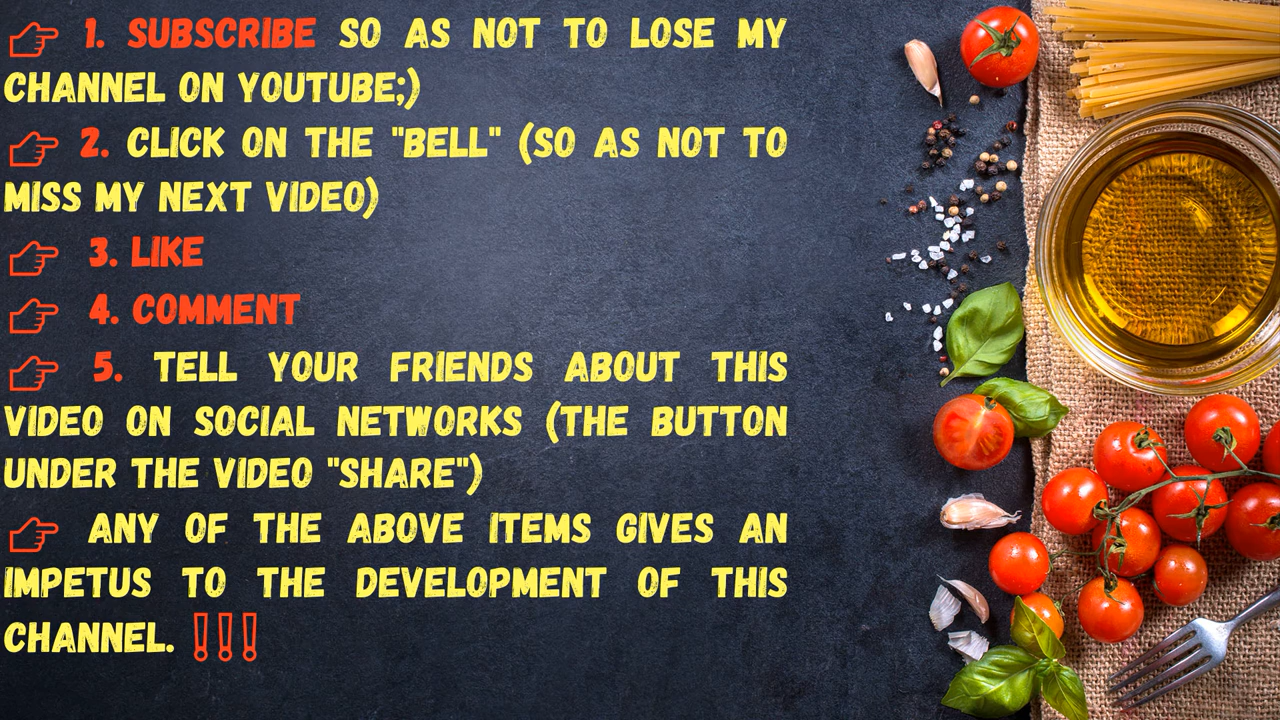 👉 1. SUBSCRIBE SO AS NOT TO LOSE MY
CHANNEL ON YOUTUBE;)
👉 2. CLICK ON THE "BELL" (SO AS NOT TO
MISS MY NEXT VIDEO)
👉 3. LIKE
👉 4. COMMENT
👉 5. TELL YOUR FRIENDS ABOUT THIS
VIDEO ON SOCIAL NETWORKS (THE BUTTON
UNDER THE VIDEO "SHARE")
👉 ANY OF THE ABOVE ITEMS GIVES AN
IMPETUS TO THE DEVELOPMENT OF THIS
CHANNEL. ❗❗❗